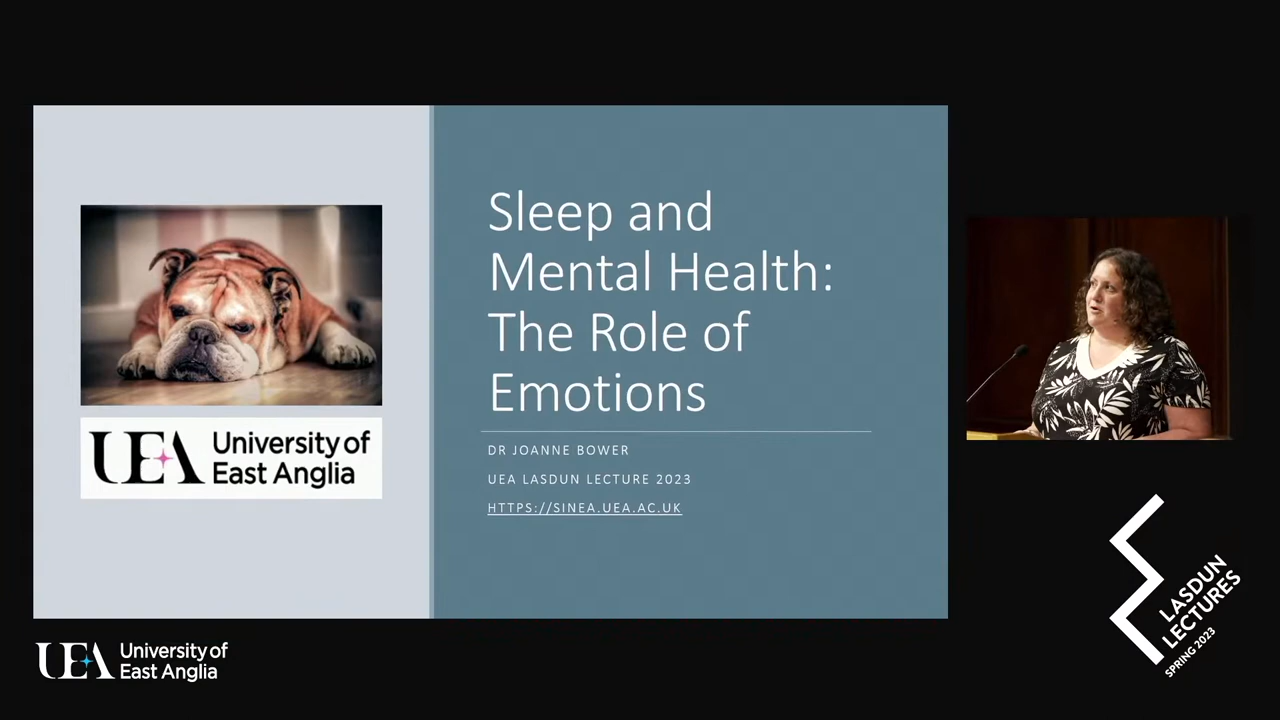 Sleep and
Mental Health:
The Role of
Emotions
DR JOANNE BOWER
UEA LASDUN LECTURE 2023
HTTPS://SINEA.UEA.AC.UK
UEA University of
East Anglia
UEA University of
East Anglia
LASDUN
LECTURES
SPRING 2023